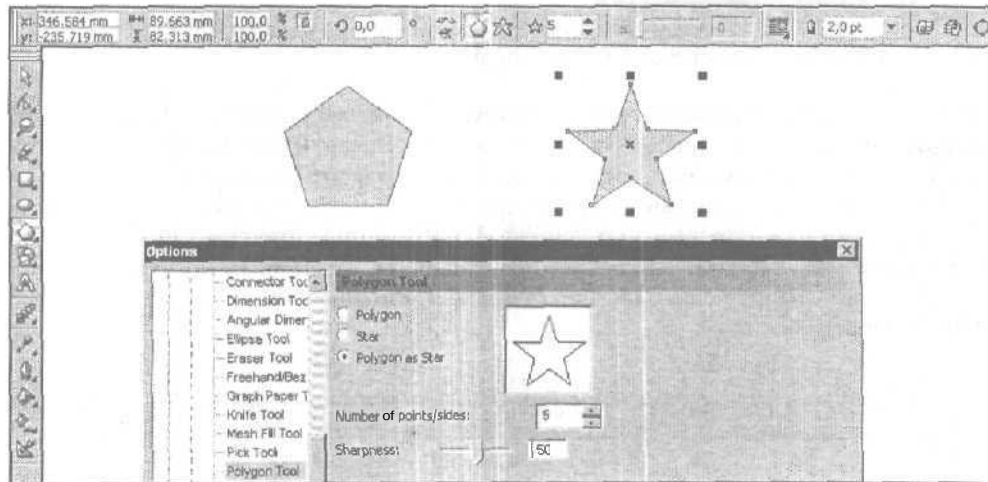 x: -346.584 mm 89.663 mm 100,0 % 0,0 ° 5 2,0 pt
y: -235.719 mm 82.313 mm 100,0 %
Options
Connector Toc
Dimension Toc
Angular Dimer
Ellipse Tool
Eraser Tool
Freehand/Bez
Graph Paper T
Knife Tool
Mesh Fill Tool
Pick Tool
Polygon Tool
Polygon Tool
Polygon
Star
Polygon as Star
Number of points/sides: 5
Sharpness: 50